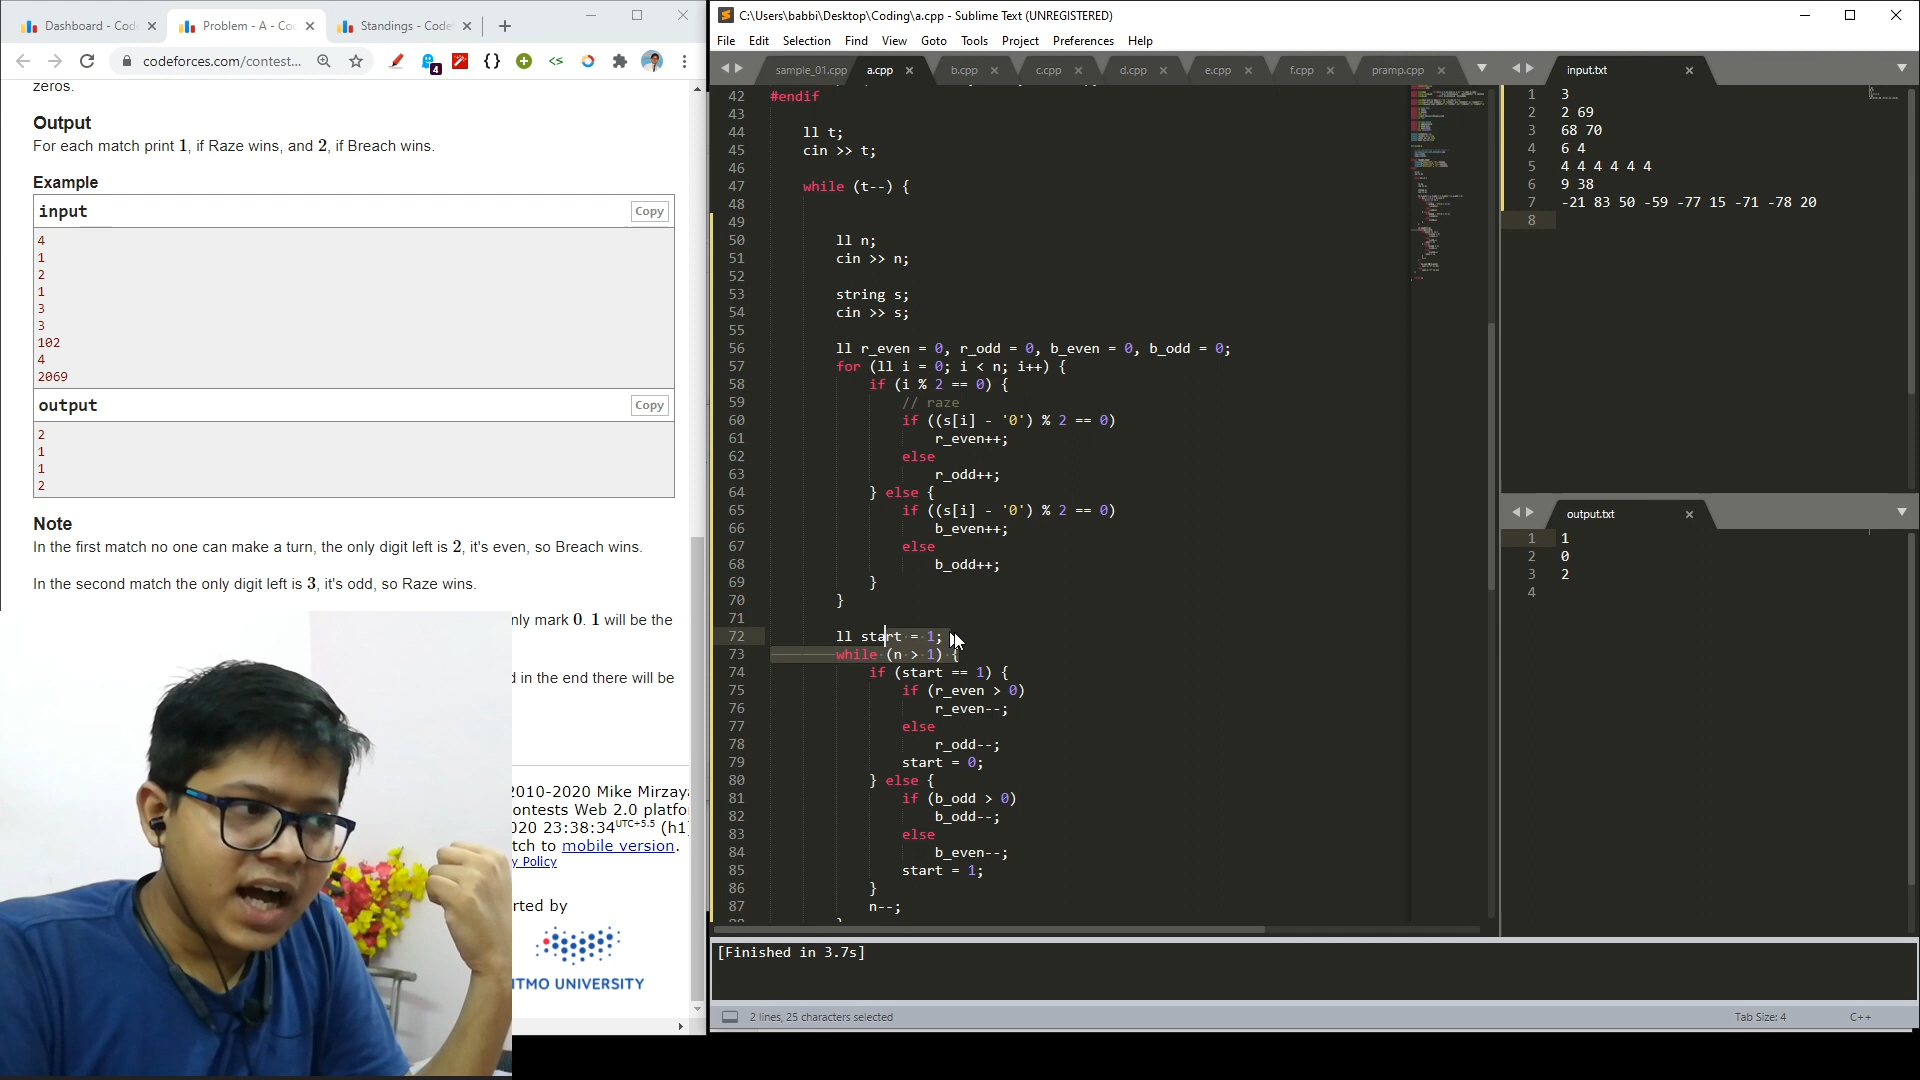 Dashboard - Code
Problem - A - Co
Standings - Code
codeforces.com/contest...
4
zeros.
Output
For each match print 1, if Raze wins, and 2, if Breach wins.
Example
input
Copy
4
1
2
1
3
3
102
4
2069
output
Copy
2
1
1
2
Note
In the first match no one can make a turn, the only digit left is 2, it's even, so Breach wins.
In the second match the only digit left is 3, it's odd, so Raze wins.
nly mark 0. 1 will be the
d in the end there will be
2010-2020 Mike Mirzaya
ontests Web 2.0 platfo
020 23:38:34UTC+5.5 (h1)
tch to mobile version.
y Policy
rted by
ITMO UNIVERSITY
C:\Users\babbi\Desktop\Coding\a.cpp - Sublime Text (UNREGISTERED)
File Edit Selection Find View Goto Tools Project Preferences Help
sample_01.cpp a.cpp b.cpp c.cpp d.cpp e.cpp f.cpp pramp.cpp
42 #endif
43
44 ll t;
45 cin >> t;
46
47 while (t--) {
48
49
50 ll n;
51 cin >> n;
52
53 string s;
54 cin >> s;
55
56 ll r_even = 0, r_odd = 0, b_even = 0, b_odd = 0;
57 for (ll i = 0; i < n; i++) {
58 if (i % 2 == 0) {
59 // raze
60 if ((s[i] - '0') % 2 == 0)
61 r_even++;
62 else
63 r_odd++;
64 } else {
65 if ((s[i] - '0') % 2 == 0)
66 b_even++;
67 else
68 b_odd++;
69 }
70 }
71
72 ll start = 1;
73 while (n > 1) {
74 if (start == 1) {
75 if (r_even > 0)
76 r_even--;
77 else
78 r_odd--;
79 start = 0;
80 } else {
81 if (b_odd > 0)
82 b_odd--;
83 else
84 b_even--;
85 start = 1;
86 }
87 n--;
88 }
input.txt
1 3
2 2 69
3 68 70
4 6 4
5 4 4 4 4 4 4
6 9 38
7 -21 83 50 -59 -77 15 -71 -78 20
8
output.txt
1 1
2 0
3 2
4
[Finished in 3.7s]
2 lines, 25 characters selected
Tab Size: 4
C++